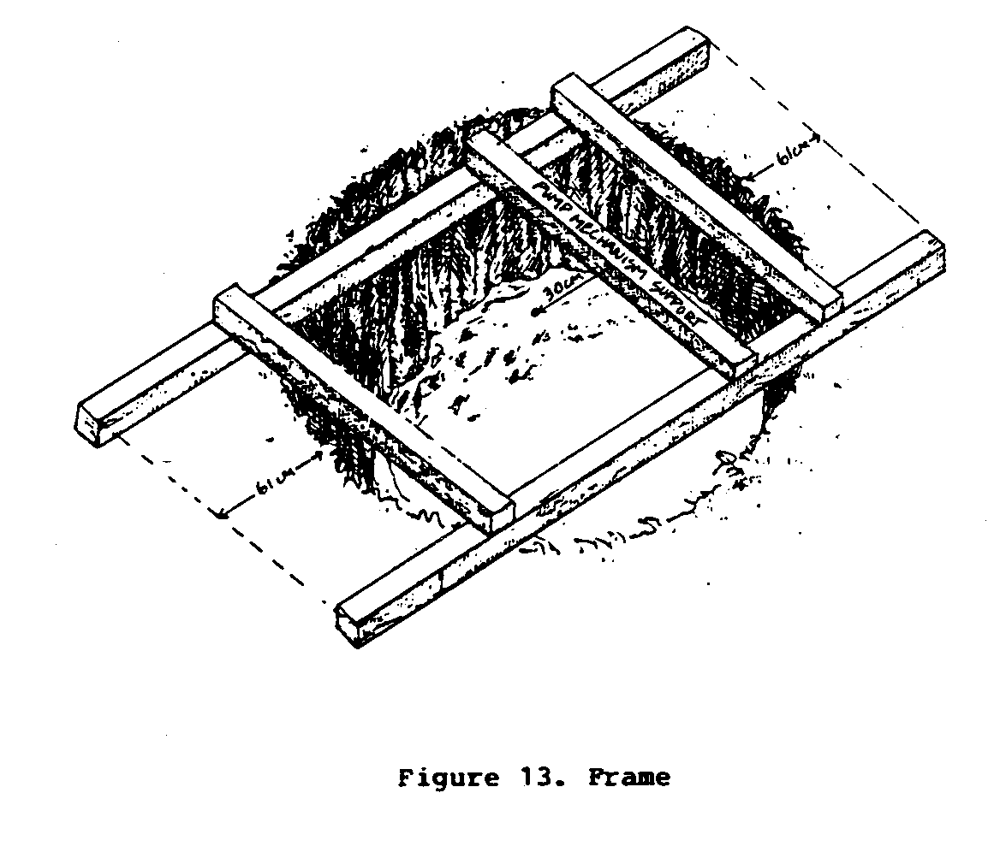 61cm
PUMP MECHANISM SUPPORT
30cm
61cm
Figure 13. Frame